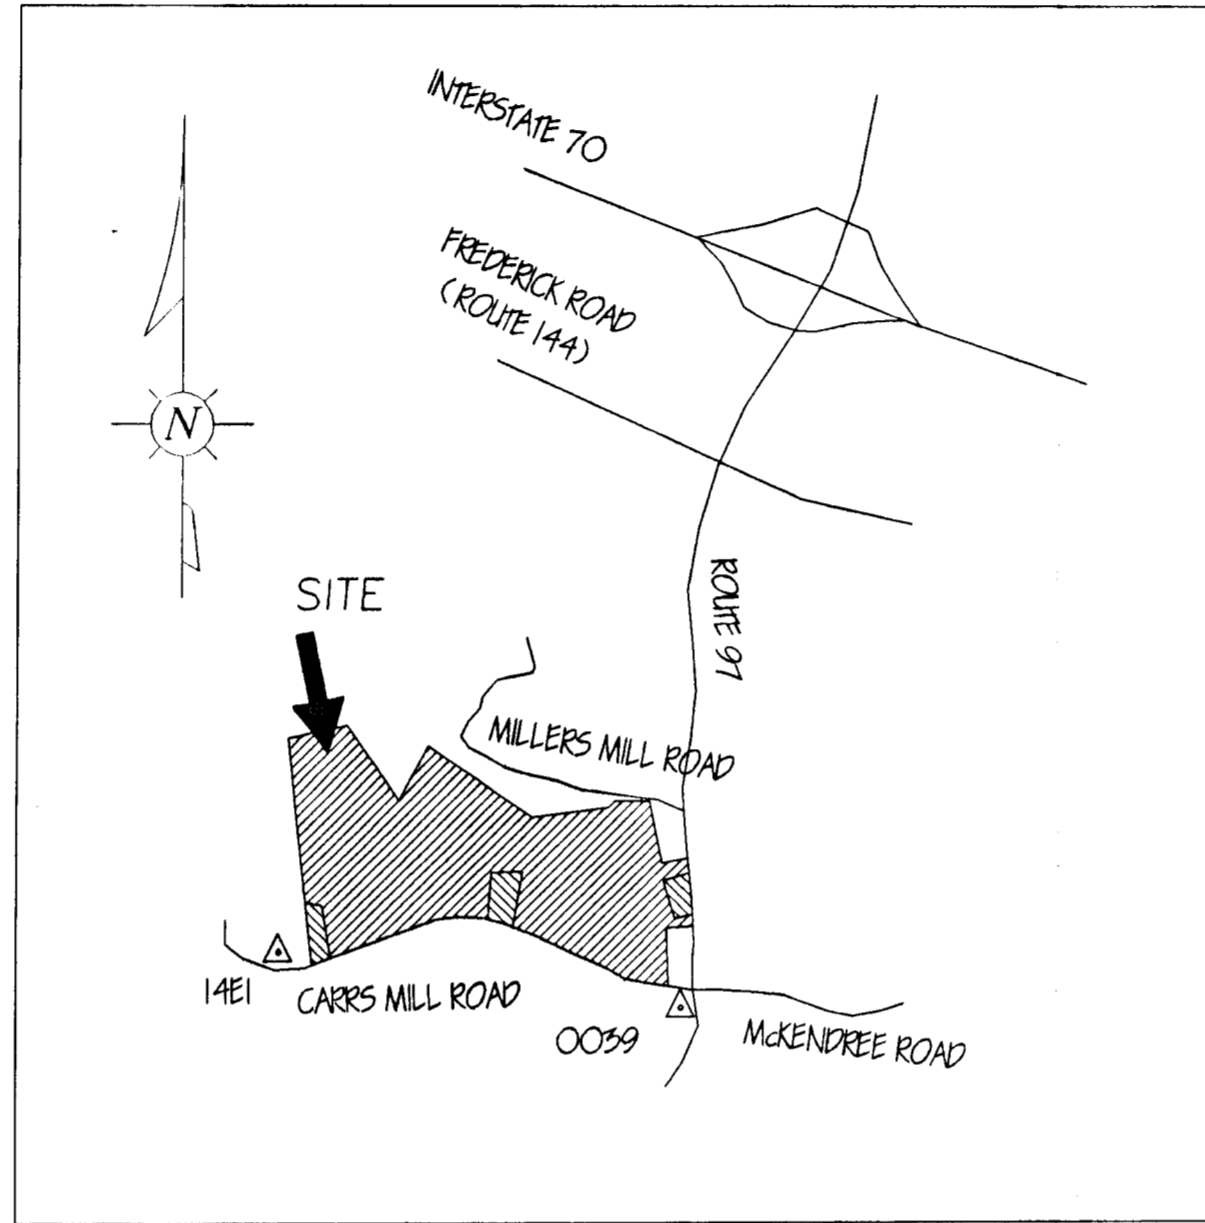 INTERSTATE 70
FREDERICK ROAD
(ROUTE 144)
N
SITE
ROUTE 97
MILLERS MILL ROAD
14E1
CARRS MILL ROAD
0039
McKENDREE ROAD